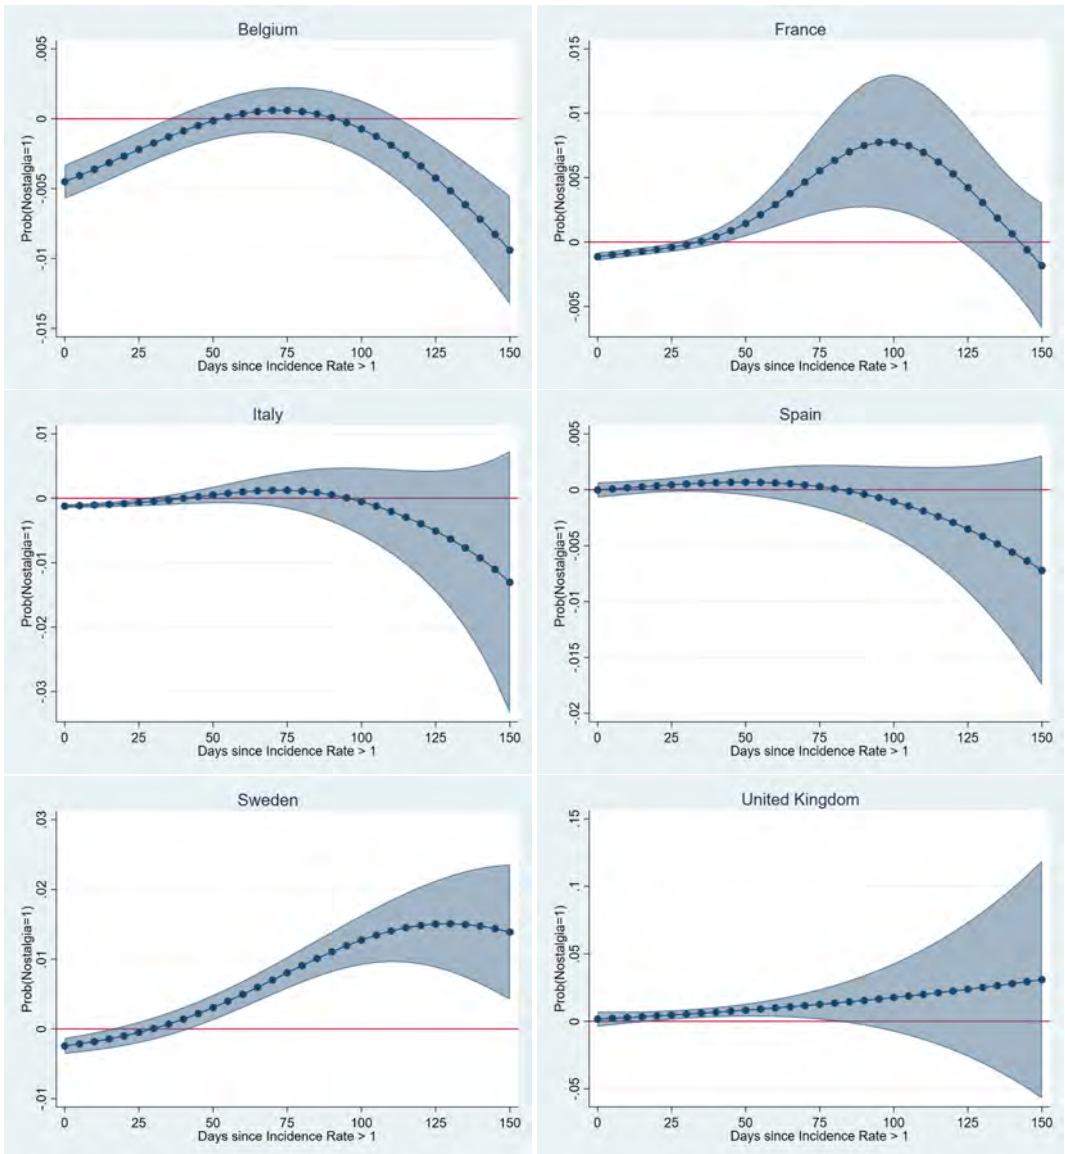 Belgium
Prob(Nostalgia=1)
.005
0
-.005
-.01
-.015
0 25 50 75 100 125 150
Days since Incidence Rate > 1
France
Prob(Nostalgia=1)
.015
.01
.005
0
-.005
0 25 50 75 100 125 150
Days since Incidence Rate > 1
Italy
Prob(Nostalgia=1)
.01
0
-.01
-.02
-.03
0 25 50 75 100 125 150
Days since Incidence Rate > 1
Spain
Prob(Nostalgia=1)
.005
0
-.005
-.01
-.015
-.02
0 25 50 75 100 125 150
Days since Incidence Rate > 1
Sweden
Prob(Nostalgia=1)
.03
.02
.01
0
-.01
0 25 50 75 100 125 150
Days since Incidence Rate > 1
United Kingdom
Prob(Nostalgia=1)
.15
.1
.05
0
-.05
0 25 50 75 100 125 150
Days since Incidence Rate > 1